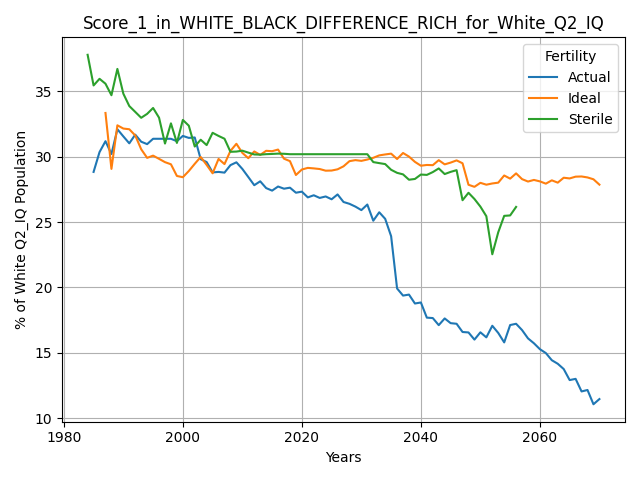 Score_1_in_WHITE_BLACK_DIFFERENCE_RICH_for_White_Q2_IQ
% of White Q2_IQ Population
35
30
25
20
15
10
Fertility
Actual
Ideal
Sterile
1980
2000
2020
2040
2060
Years